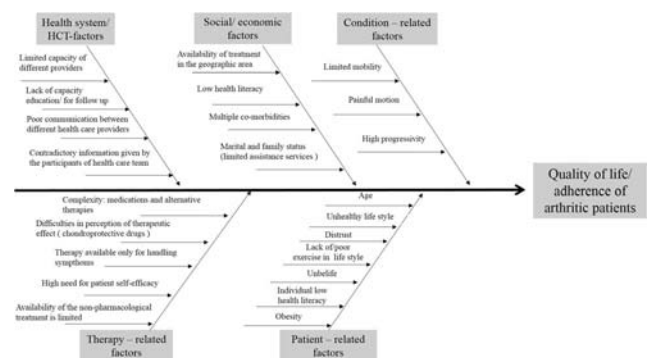 Health system/
HCT-factors
Social/ economic
factors
Condition – related
factors
Limited capacity of
different providers
Lack of capacity
education/ for follow up
Poor communication between
different health care providers
Contradictory information given by
the participants of health care team
Availability of treatment
in the geographic area
Low health literacy
Multiple co-morbidities
Marital and family status
(limited assistance services )
Limited mobility
Painful motion
High progressivity
Quality of life/
adherence of
arthritic patients
Complexity: medications and alternative
therapies
Difficulties in perception of therapeutic
effect ( chondroprotective drugs )
Therapy available only for handling
sympthoms
High need for patient self-efficacy
Availability of the non-pharmacological
treatment is limited
Age
Unhealthy life style
Distrust
Lack of/poor
exercise in life style
Unbelife
Individual low
health literacy
Obesity
Therapy – related
factors
Patient – related
factors